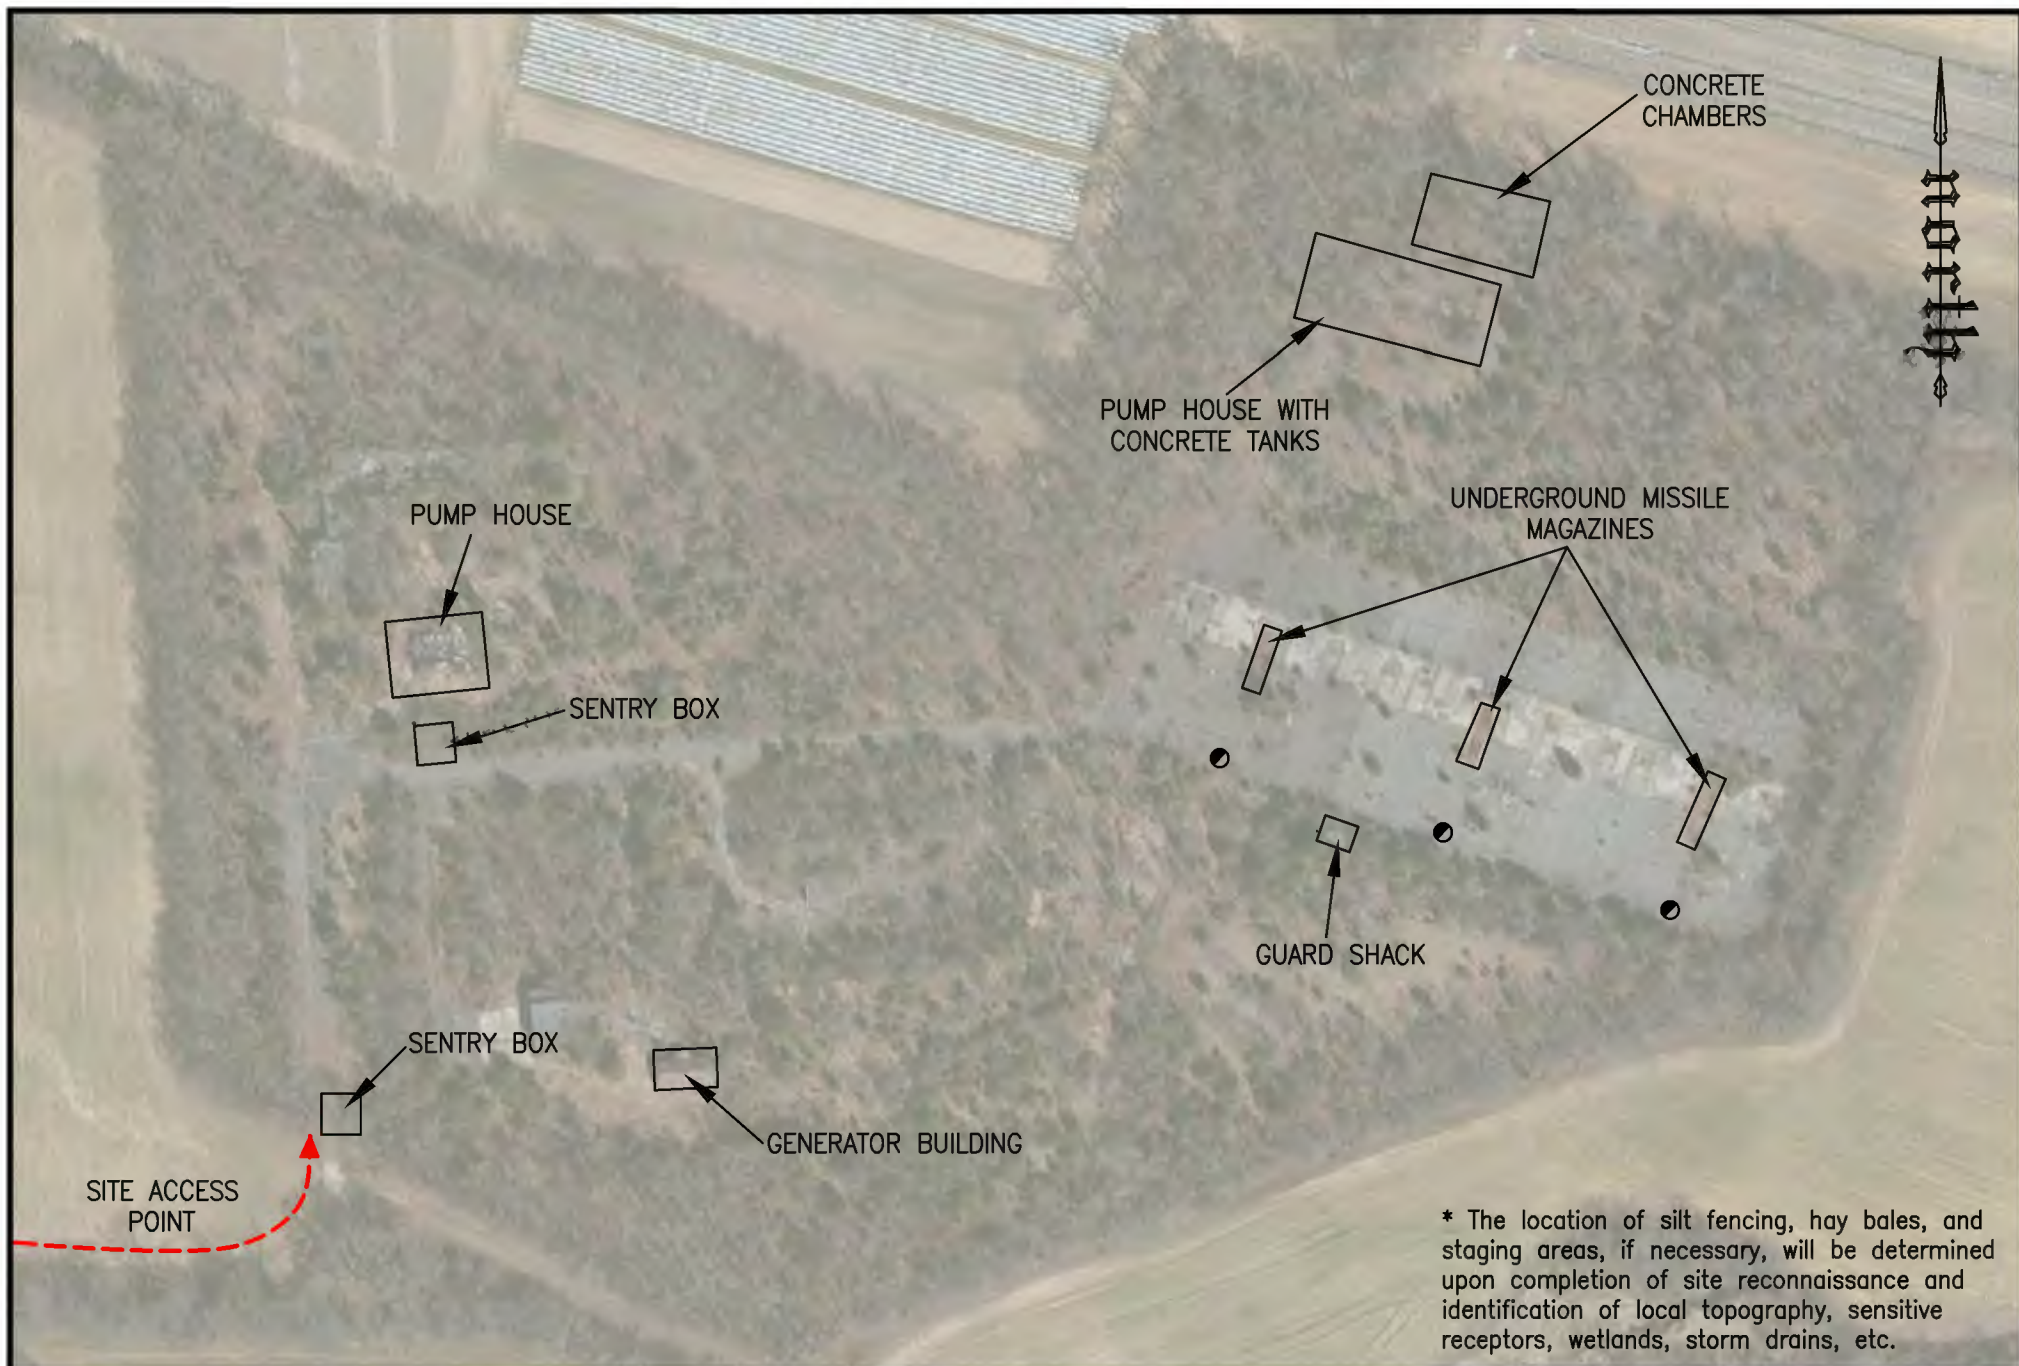 CONCRETE
CHAMBERS
PUMP HOUSE WITH
CONCRETE TANKS
UNDERGROUND MISSILE
MAGAZINES
PUMP HOUSE
SENTRY BOX
GUARD SHACK
SENTRY BOX
GENERATOR BUILDING
SITE ACCESS
POINT
* The location of silt fencing, hay bales, and
staging areas, if necessary, will be determined
upon completion of site reconnaissance and
identification of local topography, sensitive
receptors, wetlands, storm drains, etc.